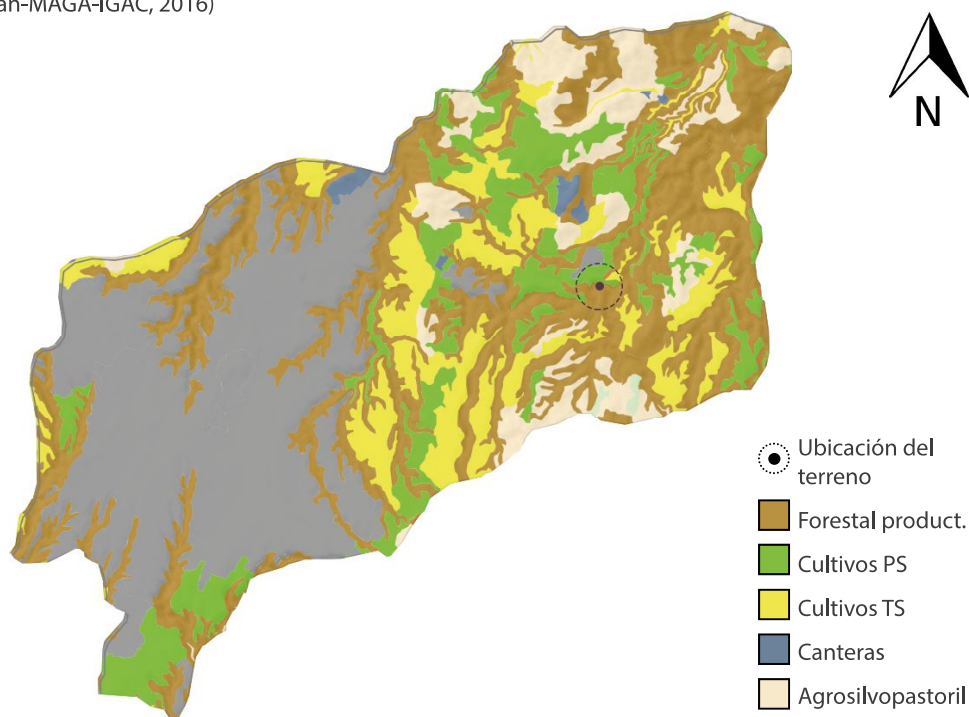 an-MAGA-IGAC, 2016)
N
Ubicación del
terreno
Forestal product.
Cultivos PS
Cultivos TS
Canteras
Agrosilvopastoril